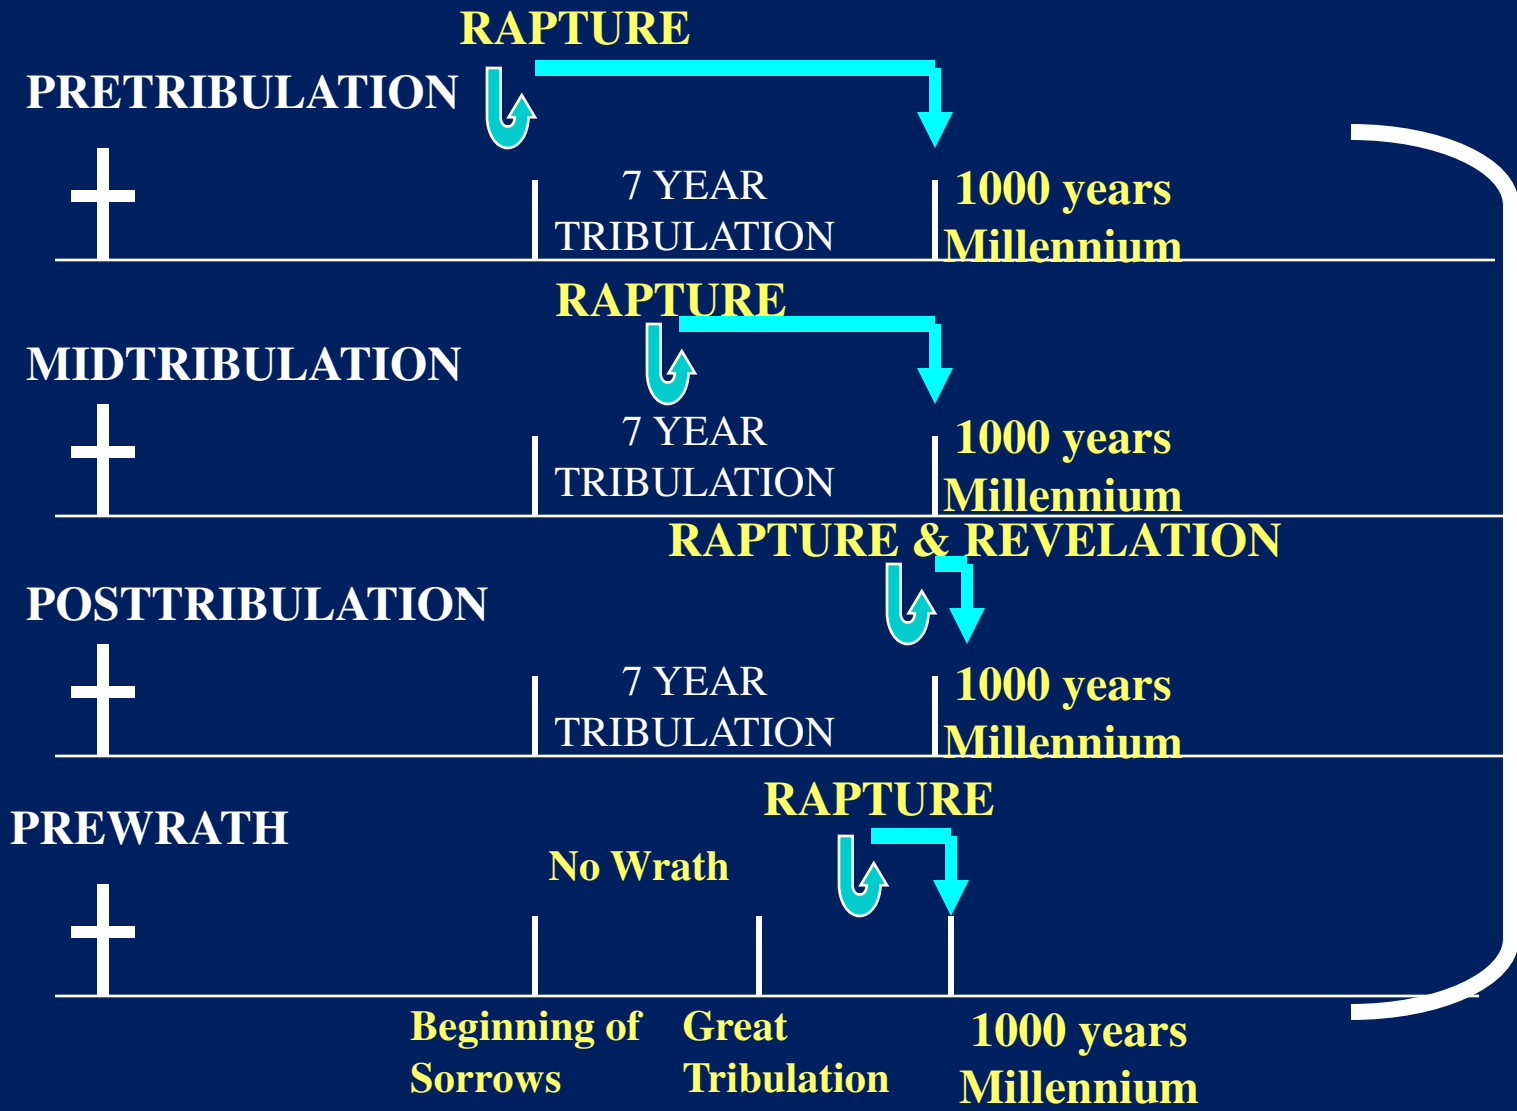 RAPTURE
PRETRIBULATION
7 YEAR
TRIBULATION
1000 years
Millennium
RAPTURE
MIDTRIBULATION
7 YEAR
TRIBULATION
1000 years
Millennium
RAPTURE & REVELATION
POSTTRIBULATION
7 YEAR
TRIBULATION
1000 years
Millennium
RAPTURE
PREWRATH
No Wrath
Beginning of
Sorrows
Great
Tribulation
1000 years
Millennium